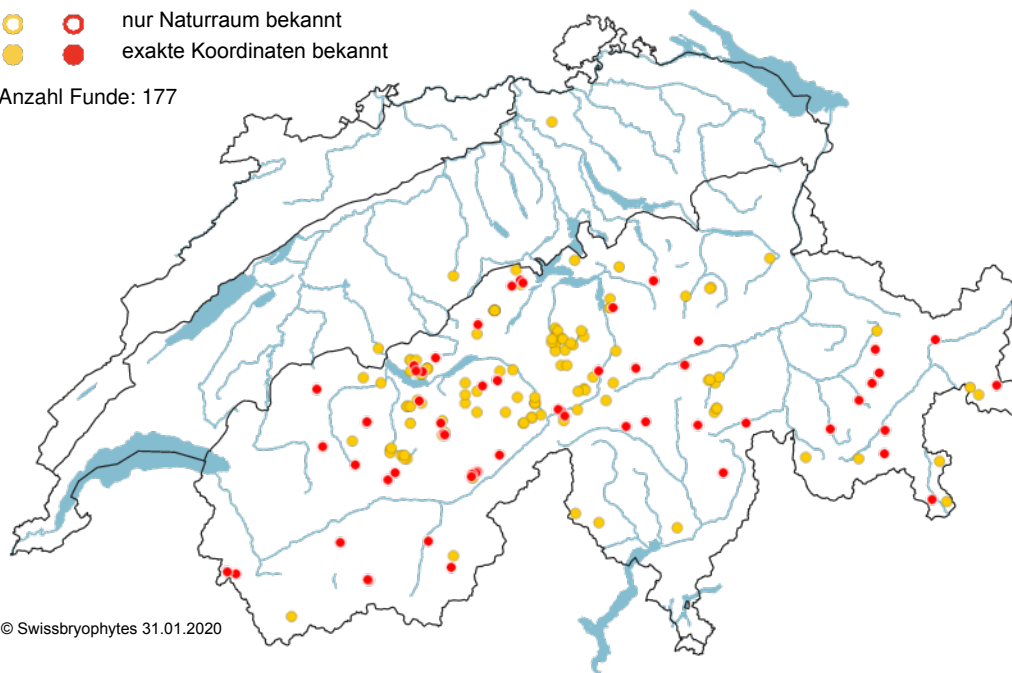 nur Naturraum bekannt
exakte Koordinaten bekannt
Anzahl Funde: 177
© Swissbryophytes 31.01.2020